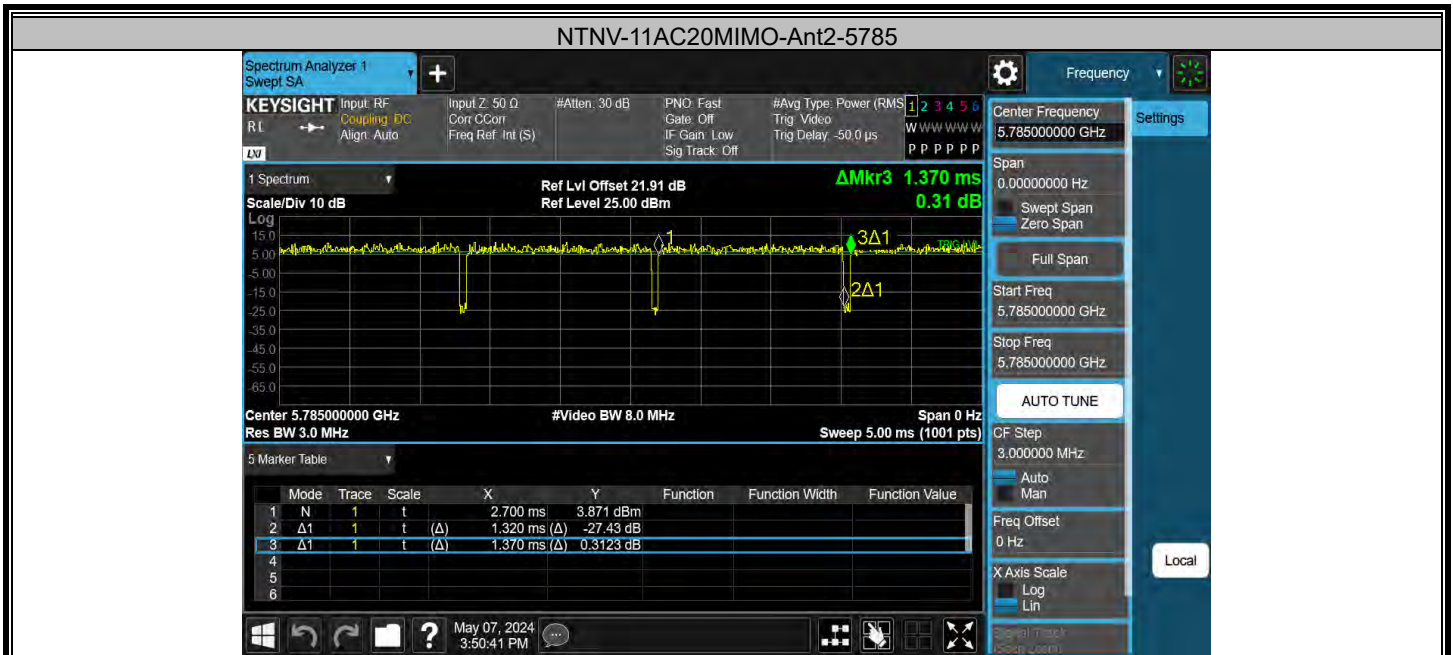 NTNV-11AC20MIMO-Ant2-5785
Spectrum Analyzer 1
Swept SA
Frequency
KEYSIGHT
RL
LXI
Input: RF
Coupling: DC
Align: Auto
Input Z: 50 Ω
Corr CCorr
Freq Ref: Int (S)
#Atten: 30 dB
PNO: Fast
Gate: Off
IF Gain: Low
Sig Track: Off
#Avg Type: Power (RMS
Trig: Video
Trig Delay: -50.0 µs
1 2 3 4 5 6
W W W W W W
P P P P P P
1 Spectrum
Scale/Div 10 dB
Ref Lvl Offset 21.91 dB
Ref Level 25.00 dBm
ΔMkr3 1.370 ms
0.31 dB
Log
15.0
5.00
-5.00
-15.0
-25.0
-35.0
-45.0
-55.0
-65.0
1
3Δ1
2Δ1
Center 5.785000000 GHz
Res BW 3.0 MHz
#Video BW 8.0 MHz
Span 0 Hz
Sweep 5.00 ms (1001 pts)
5 Marker Table
Mode Trace Scale X Y Function Function Width Function Value
1 N 1 t 2.700 ms 3.871 dBm
2 Δ1 1 t (Δ) 1.320 ms (Δ) -27.43 dB
3 Δ1 1 t (Δ) 1.370 ms (Δ) 0.3123 dB
4
5
6
May 07, 2024
3:50:41 PM
Center Frequency
5.785000000 GHz
Span
0.00000000 Hz
Swept Span
Zero Span
Full Span
Start Freq
5.785000000 GHz
Stop Freq
5.785000000 GHz
AUTO TUNE
CF Step
3.000000 MHz
Auto
Man
Freq Offset
0 Hz
X Axis Scale
Log
Lin
Signal Track
Settings
Local